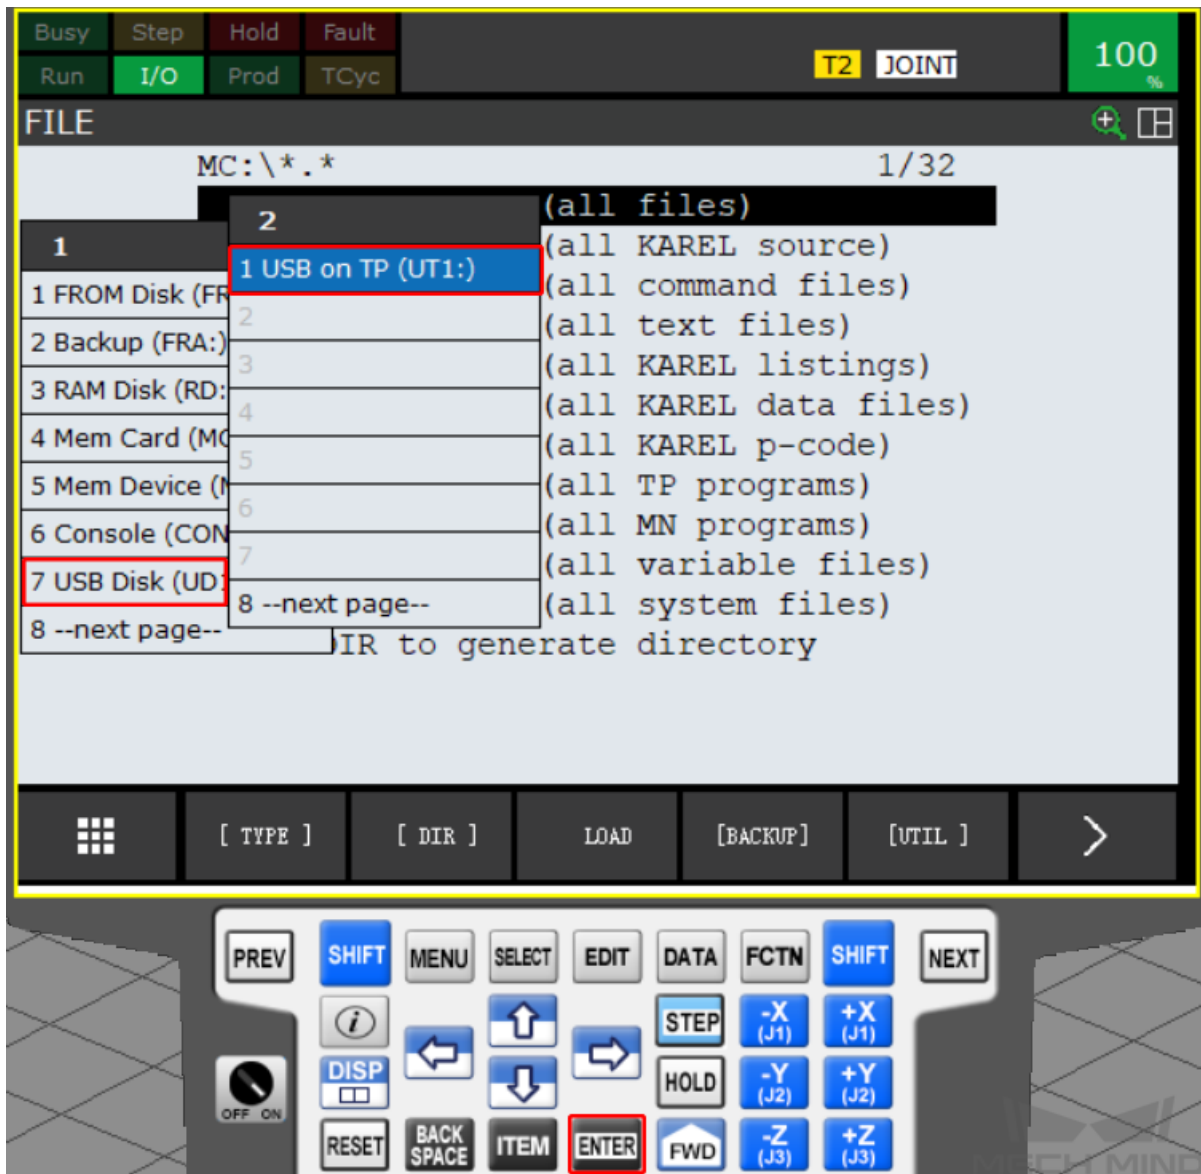 Busy Step Hold Fault
Run I/O Prod TCyc
T2 JOINT
100
%
FILE
MC:\*.* 1/32
(all files)
(all KAREL source)
(all command files)
(all text files)
(all KAREL listings)
(all KAREL data files)
(all KAREL p-code)
(all TP programs)
(all MN programs)
(all variable files)
(all system files)
DIR to generate directory
1
1 FROM Disk (FR
2 Backup (FRA:)
3 RAM Disk (RD:
4 Mem Card (MC
5 Mem Device (
6 Console (CON
7 USB Disk (UD1
8 --next page--
2
1 USB on TP (UT1:)
2
3
4
5
6
7
8 --next page--
[ TYPE ] [ DIR ] LOAD [BACKUP] [UTIL ]
PREV SHIFT MENU SELECT EDIT DATA FCTN SHIFT NEXT
i STEP -X (J1) +X (J1)
DISP HOLD -Y (J2) +Y (J2)
OFF ON
RESET BACK SPACE ITEM ENTER FWD -Z (J3) +Z (J3)
MECH MIND